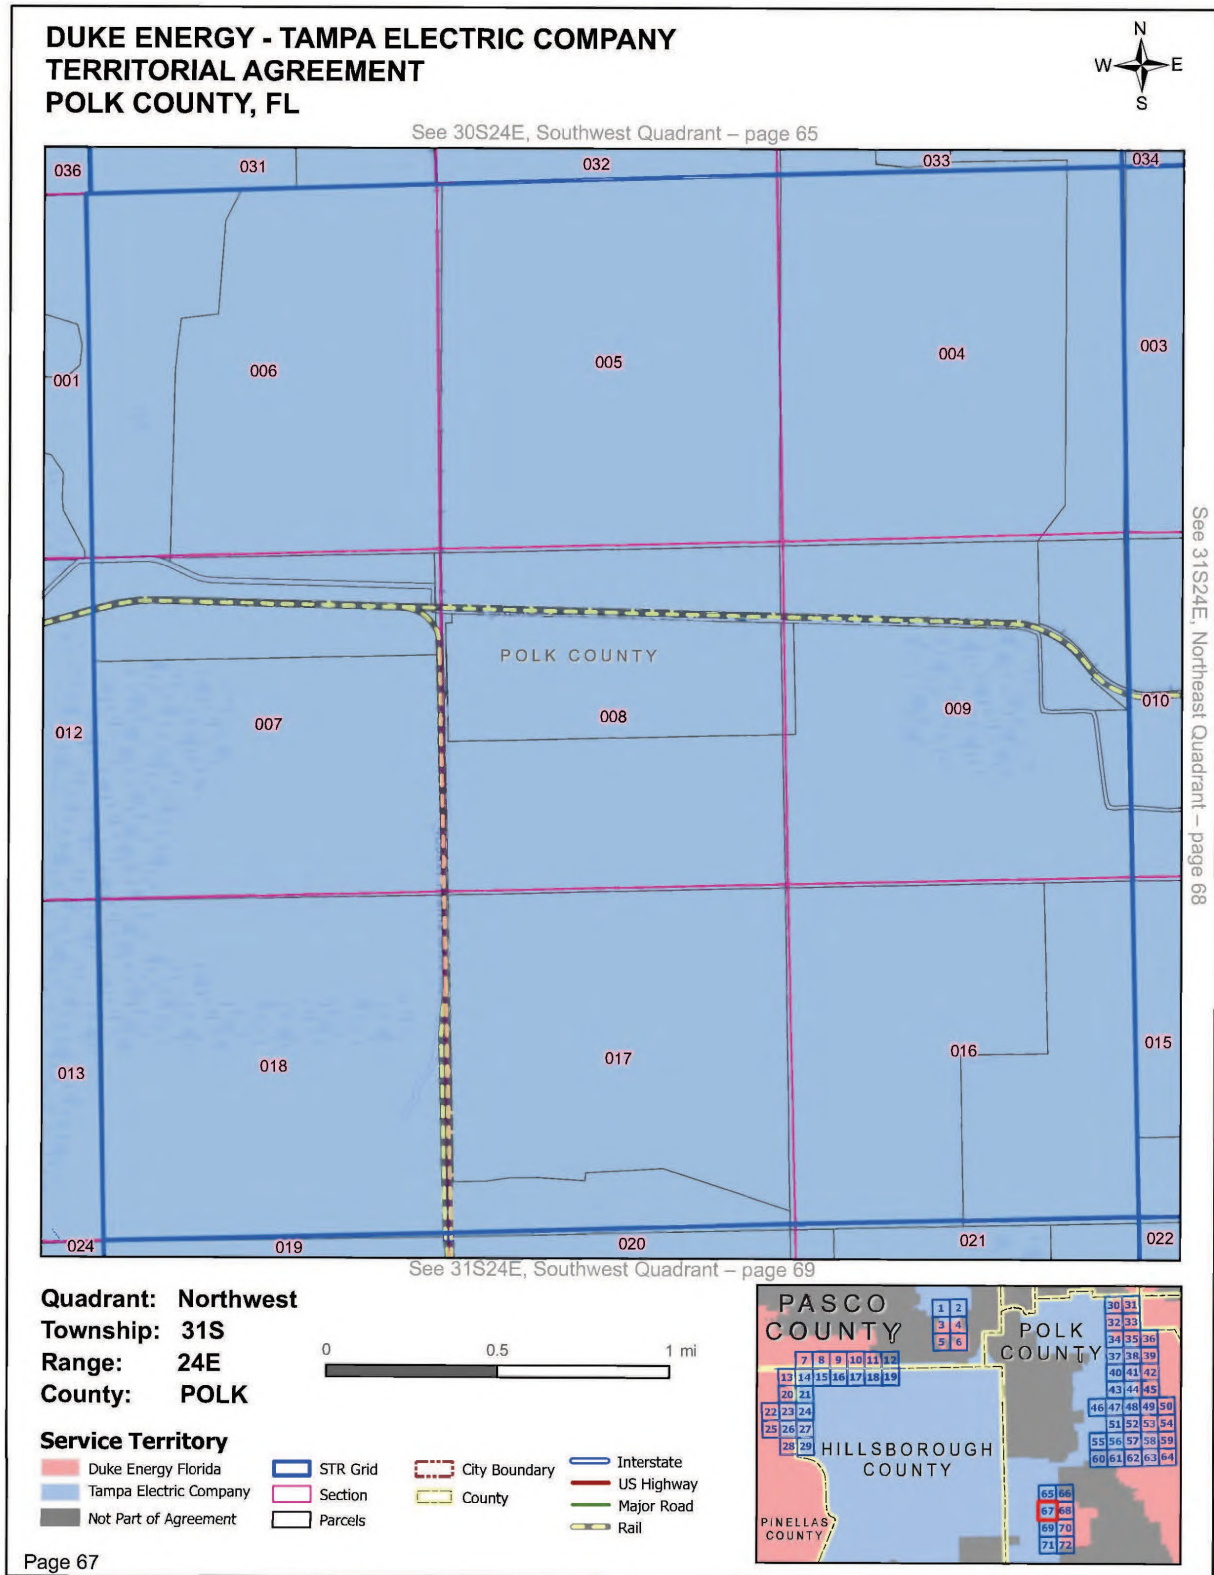 DUKE ENERGY - TAMPA ELECTRIC COMPANY
TERRITORIAL AGREEMENT
POLK COUNTY, FL
N
W E
S
See 30S24E, Southwest Quadrant – page 65
036 031 032 033 034
001 006 005 004 003
See 31S24E, Northeast Quadrant – page 68
POLK COUNTY
012 007 008 009 010
013 018 017 016 015
024 019 020 021 022
See 31S24E, Southwest Quadrant – page 69
Quadrant: Northwest
Township: 31S
Range: 24E
County: POLK
0 0.5 1 mi
Service Territory
Duke Energy Florida
Tampa Electric Company
Not Part of Agreement
STR Grid
Section
Parcels
City Boundary
County
Interstate
US Highway
Major Road
Rail
PASCO
COUNTY
POLK
COUNTY
HILLSBOROUGH
COUNTY
PINELLAS
COUNTY
1 2
3 4
5 6
7 8 9 10 11 12
13 14 15 16 17 18 19
20 21
22 23 24
25 26 27
28 29
30 31
32 33
34 35 36
37 38 39
40 41 42
43 44 45
46 47 48 49 50
51 52 53 54
55 56 57 58 59
60 61 62 63 64
65 66
67 68
69 70
71 72
Page 67